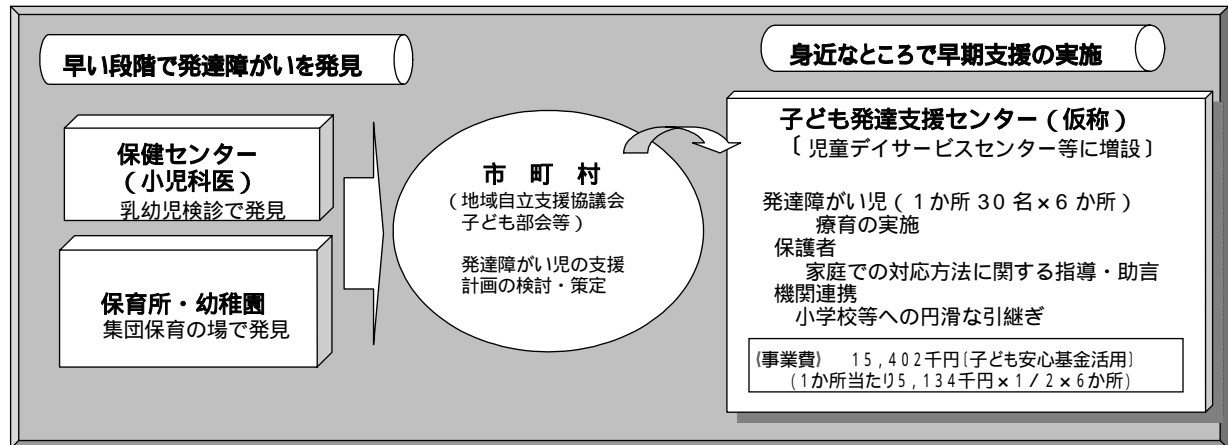 早い段階で発達障がいを発見
保健センター
（小児科医）
乳幼児検診で発見
保育所・幼稚園
集団保育の場で発見
市　町　村
（地域自立支援協議会
子ども部会等）
発達障がい児の支援
計画の検討・策定
身近なところで早期支援の実施
子ども発達支援センター（仮称）
〔児童デイサービスセンター等に増設〕
発達障がい児（１か所３０名×６か所）
療育の実施
保護者
家庭での対応方法に関する指導・助言
機関連携
小学校等への円滑な引継ぎ
《事業費》　１５，４０２千円〔子ども安心基金活用〕
（１か所当たり５，１３４千円×１／２×６か所）